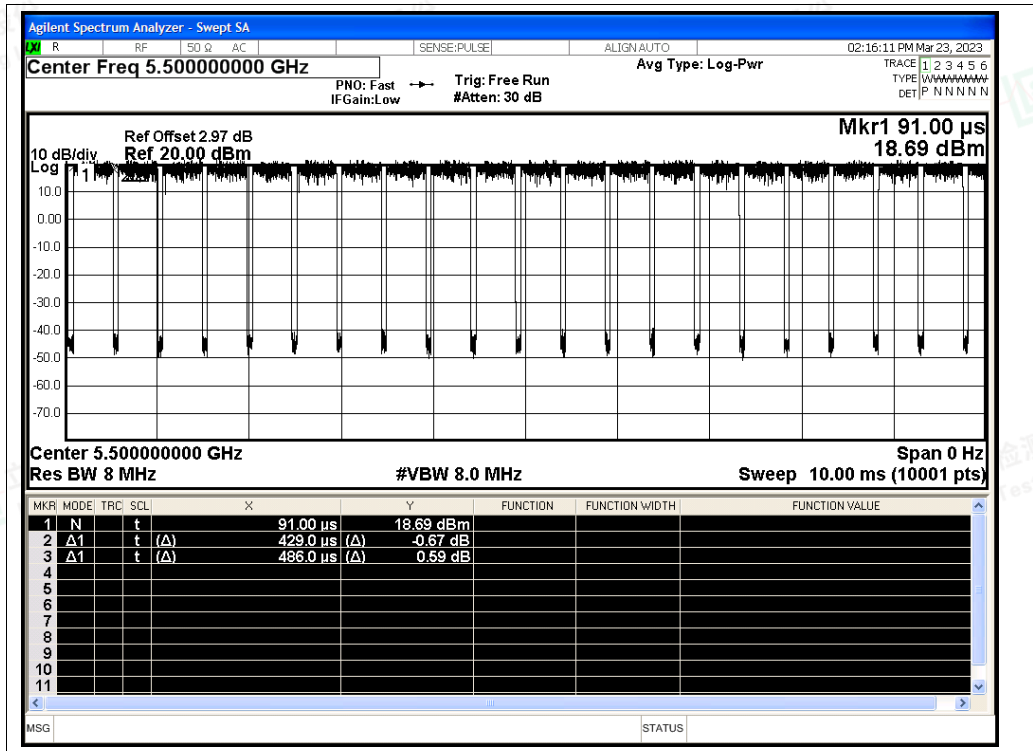 Agilent Spectrum Analyzer - Swept SA
LXI R RF 50 Ω AC SENSE:PULSE ALIGN AUTO 02:16:11 PM Mar 23, 2023
Center Freq 5.500000000 GHz
PNO: Fast
IFGain:Low
Trig: Free Run
#Atten: 30 dB
Avg Type: Log-Pwr
TRACE 1 2 3 4 5 6
TYPE WWWWWW
DET P N N N N N
Mkr1 91.00 µs
18.69 dBm
Ref Offset 2.97 dB
10 dB/div Ref 20.00 dBm
Log
1
10.0
0.00
-10.0
-20.0
-30.0
-40.0
-50.0
-60.0
-70.0
Center 5.500000000 GHz Span 0 Hz
Res BW 8 MHz #VBW 8.0 MHz Sweep 10.00 ms (10001 pts)
MKR MODE TRC SCL X Y FUNCTION FUNCTION WIDTH FUNCTION VALUE
1 N t 91.00 µs 18.69 dBm
2 Δ1 t (Δ) 429.0 µs (Δ) -0.67 dB
3 Δ1 t (Δ) 486.0 µs (Δ) 0.59 dB
4
5
6
7
8
9
10
11
MSG STATUS